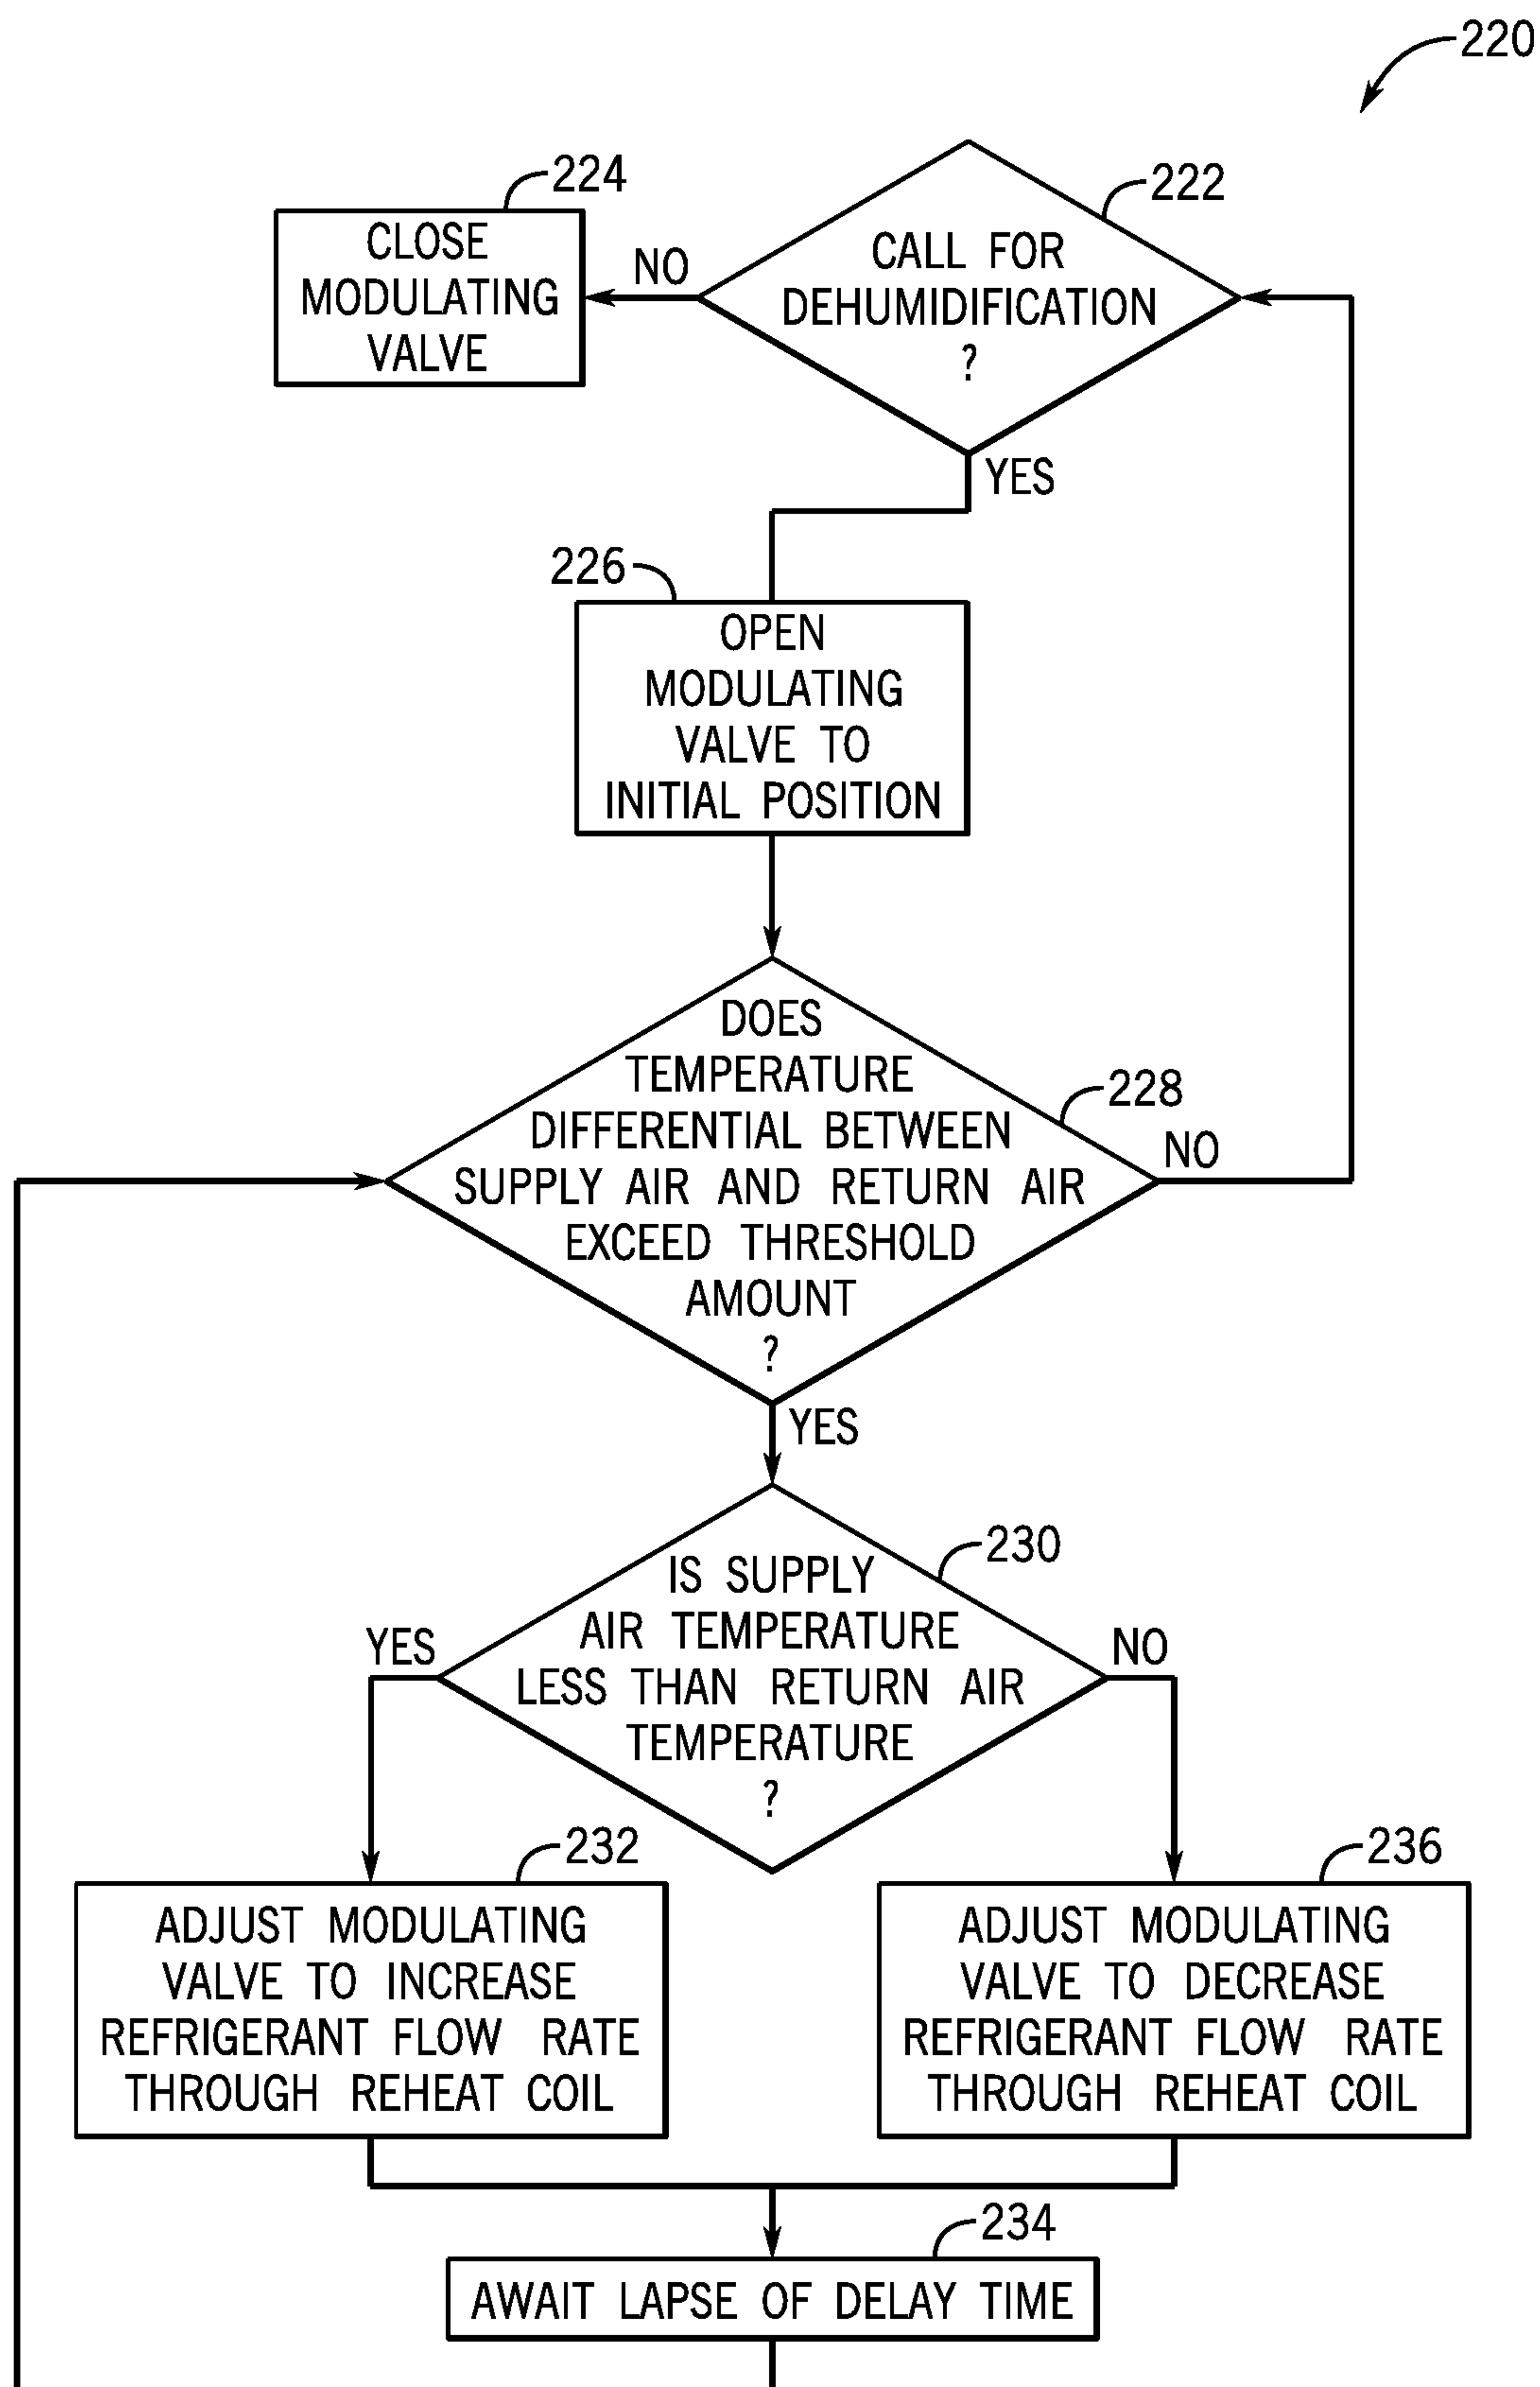 220
224
222
CLOSE
MODULATING
VALVE
NO
CALL FOR
DEHUMIDIFICATION
?
YES
226
OPEN
MODULATING
VALVE TO
INITIAL POSITION
DOES
TEMPERATURE
DIFFERENTIAL BETWEEN
SUPPLY AIR AND RETURN AIR
EXCEED THRESHOLD
AMOUNT
?
228
NO
YES
230
IS SUPPLY
AIR TEMPERATURE
LESS THAN RETURN AIR
TEMPERATURE
?
YES
NO
232
236
ADJUST MODULATING
VALVE TO INCREASE
REFRIGERANT FLOW RATE
THROUGH REHEAT COIL
ADJUST MODULATING
VALVE TO DECREASE
REFRIGERANT FLOW RATE
THROUGH REHEAT COIL
234
AWAIT LAPSE OF DELAY TIME